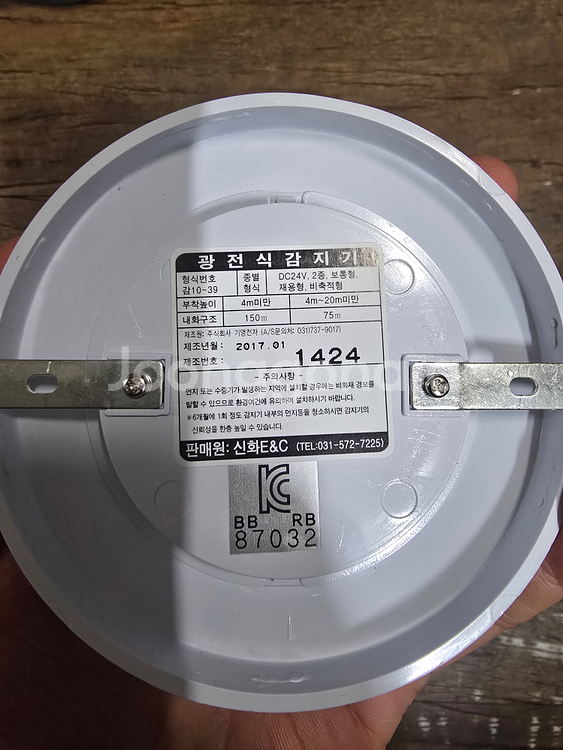 광전식감지기
형식번호 감10-39
종별 형식
DC24V, 2종, 보통형, 재용형, 비축적형
부착높이 4m미만 4m~20m미만
내화구조 150㎡ 75㎡
제조원: 주식회사 기영전자 (A/S문의처: 031)737-9017)
제조년월: 2017.01
제조번호: 1424
- 주의사항 -
먼지 또는 수증기가 발생하는 지역에 설치할 경우에는 비화재 경보를
발할 수 있으므로 환경여건에 유의하여 설치하시기 바랍니다.
※6개월에 1회 정도 감지기 내부의 먼지등을 청소하시면 감지기의
신뢰성을 한층 높일 수 있습니다.
판매원: 신화E&C (TEL:031-572-7225)
KC
BB RB
87032